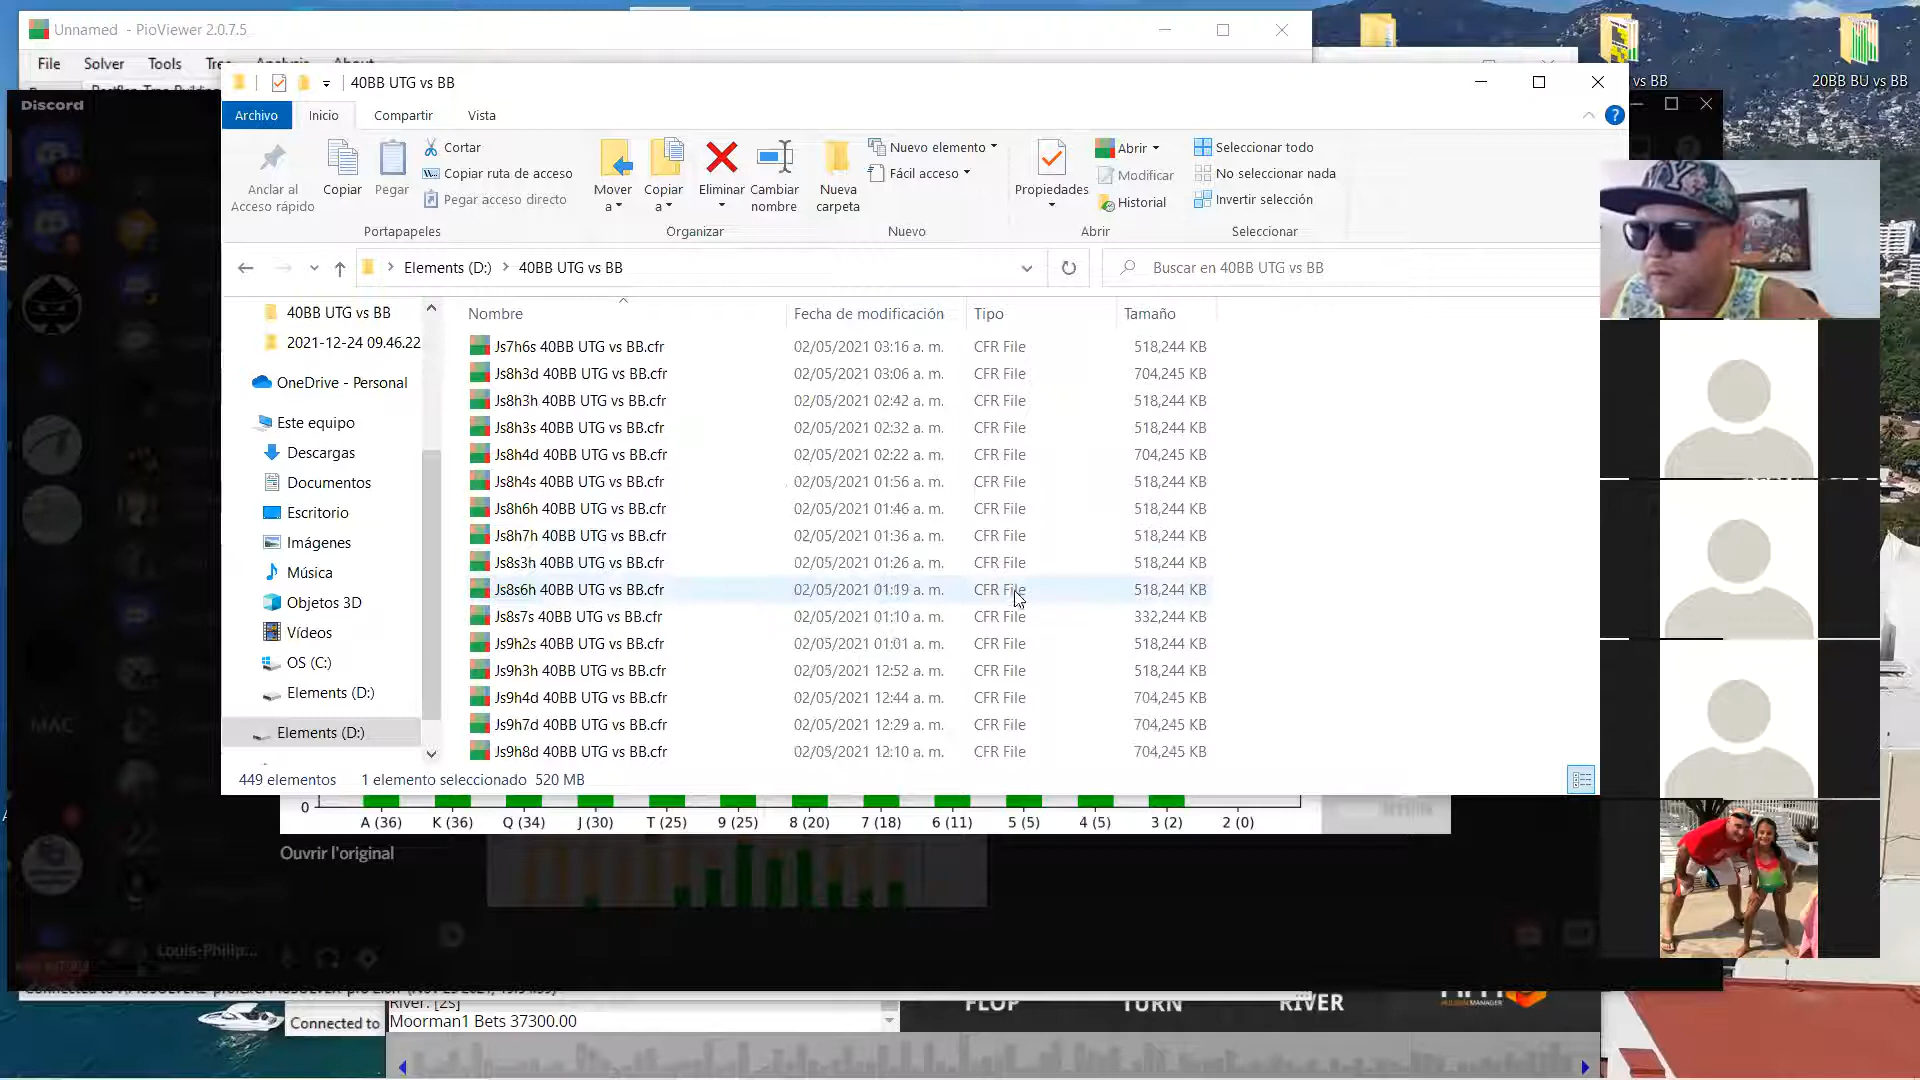 Unnamed - PioViewer 2.0.7.5
File Solver Tools
40BB UTG vs BB
vs BB
20BB BU vs BB
Discord
Archivo Inicio Compartir Vista
Anclar al Acceso rápido
Copiar
Pegar
Cortar
Copiar ruta de acceso
Pegar acceso directo
Mover a
Copiar a
Eliminar
Cambiar nombre
Nueva carpeta
Nuevo elemento
Fácil acceso
Propiedades
Abrir
Modificar
Historial
Seleccionar todo
No seleccionar nada
Invertir selección
Portapapeles Organizar Nuevo Abrir Seleccionar
Elements (D:) 40BB UTG vs BB
Buscar en 40BB UTG vs BB
40BB UTG vs BB
2021-12-24 09.46.22
OneDrive - Personal
Este equipo
Descargas
Documentos
Escritorio
Imágenes
Música
Objetos 3D
Vídeos
OS (C:)
Elements (D:)
Elements (D:)
Nombre Fecha de modificación Tipo Tamaño
Js7h6s 40BB UTG vs BB.cfr 02/05/2021 03:16 a. m. CFR File 518,244 KB
Js8h3d 40BB UTG vs BB.cfr 02/05/2021 03:06 a. m. CFR File 704,245 KB
Js8h3h 40BB UTG vs BB.cfr 02/05/2021 02:42 a. m. CFR File 518,244 KB
Js8h3s 40BB UTG vs BB.cfr 02/05/2021 02:32 a. m. CFR File 518,244 KB
Js8h4d 40BB UTG vs BB.cfr 02/05/2021 02:22 a. m. CFR File 704,245 KB
Js8h4s 40BB UTG vs BB.cfr 02/05/2021 01:56 a. m. CFR File 518,244 KB
Js8h6h 40BB UTG vs BB.cfr 02/05/2021 01:46 a. m. CFR File 518,244 KB
Js8h7h 40BB UTG vs BB.cfr 02/05/2021 01:36 a. m. CFR File 518,244 KB
Js8s3h 40BB UTG vs BB.cfr 02/05/2021 01:26 a. m. CFR File 518,244 KB
Js8s6h 40BB UTG vs BB.cfr 02/05/2021 01:19 a. m. CFR File 518,244 KB
Js8s7s 40BB UTG vs BB.cfr 02/05/2021 01:10 a. m. CFR File 332,244 KB
Js9h2s 40BB UTG vs BB.cfr 02/05/2021 01:01 a. m. CFR File 518,244 KB
Js9h3h 40BB UTG vs BB.cfr 02/05/2021 12:52 a. m. CFR File 518,244 KB
Js9h4d 40BB UTG vs BB.cfr 02/05/2021 12:44 a. m. CFR File 704,245 KB
Js9h7d 40BB UTG vs BB.cfr 02/05/2021 12:29 a. m. CFR File 704,245 KB
Js9h8d 40BB UTG vs BB.cfr 02/05/2021 12:10 a. m. CFR File 704,245 KB
449 elementos 1 elemento seleccionado 520 MB
MAC
0
A (36) K (36) Q (34) J (30) T (25) 9 (25) 8 (20) 7 (18) 6 (11) 5 (5) 4 (5) 3 (2) 2 (0)
Ouvrir l'original
Louis-Philip...
River: [2s]
Connected to
Moorman1 Bets 37300.00
FLOP TURN RIVER